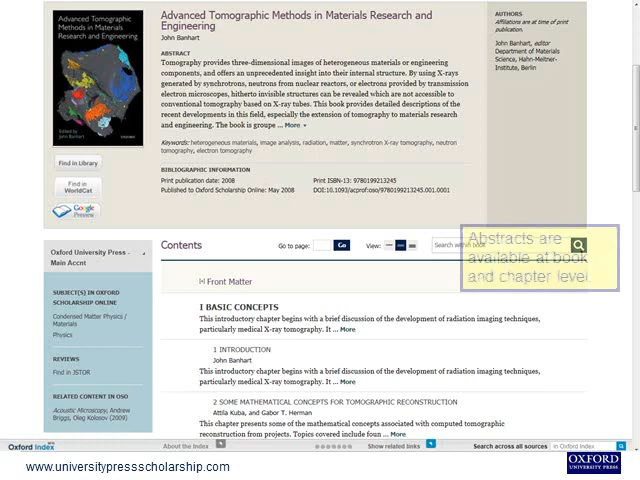 Advanced Tomographic Methods in Materials Research and Engineering
Edited by John Banhart
OXFORD
Find in Library
Find in WorldCat
Google Preview
Advanced Tomographic Methods in Materials Research and
Engineering
John Banhart
ABSTRACT
Tomography provides three-dimensional images of heterogeneous materials or engineering
components, and offers an unprecedented insight into their internal structure. By using X-rays
generated by synchrotrons, neutrons from nuclear reactors, or electrons provided by transmission
electron microscopes, hitherto invisible structures can be revealed which are not accessible to
conventional tomography based on X-ray tubes. This book provides detailed descriptions of the
recent developments in this field, especially the extension of tomography to materials research
and engineering. The book is groupe ... More
Keywords: heterogeneous materials, image analysis, radiation, matter, synchrotron X-ray tomography, neutron
tomography, electron tomography
BIBLIOGRAPHIC INFORMATION
Print publication date: 2008 Print ISBN-13: 9780199213245
Published to Oxford Scholarship Online: May 2008 DOI:10.1093/acprof:oso/9780199213245.001.0001
AUTHORS
Affiliations are at time of print
publication.
John Banhart, editor
Department of Materials
Science, Hahn-Meitner-
Institute, Berlin
Abstracts are
available at book
and chapter level.
Oxford University Press -
Main Accnt
SUBJECT(S) IN OXFORD
SCHOLARSHIP ONLINE
Condensed Matter Physics /
Materials
Physics
REVIEWS
Find in JSTOR
RELATED CONTENT IN OSO
Acoustic Microscopy, Andrew
Briggs, Oleg Kolosov (2009)
Contents Go to page: Go View: Search within book
Front Matter
I BASIC CONCEPTS
This introductory chapter begins with a brief discussion of the development of radiation imaging techniques,
particularly medical X-ray tomography. It ... More
1 INTRODUCTION
John Banhart
This introductory chapter begins with a brief discussion of the development of radiation imaging techniques,
particularly medical X-ray tomography. It ... More
2 SOME MATHEMATICAL CONCEPTS FOR TOMOGRAPHIC RECONSTRUCTION
Attila Kuba, and Gabor T. Herman
This chapter presents some of the mathematical concepts associated with computed tomographic
reconstruction from projects. Topics covered include foun ... More
Oxford Index About the Index Show related links Search across all sources in Oxford Index
www.universitypressscholarship.com
OXFORD
UNIVERSITY PRESS